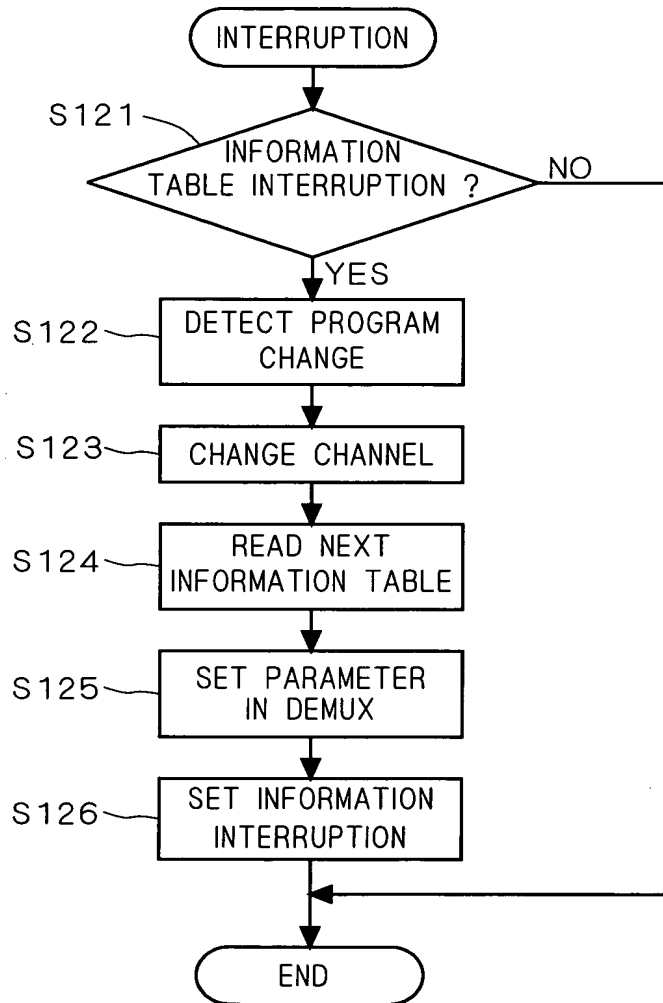 INTERRUPTION
S121
INFORMATION
TABLE INTERRUPTION ?
NO
YES
S122
DETECT PROGRAM
CHANGE
S123
CHANGE CHANNEL
S124
READ NEXT
INFORMATION TABLE
S125
SET PARAMETER
IN DEMUX
S126
SET INFORMATION
INTERRUPTION
END